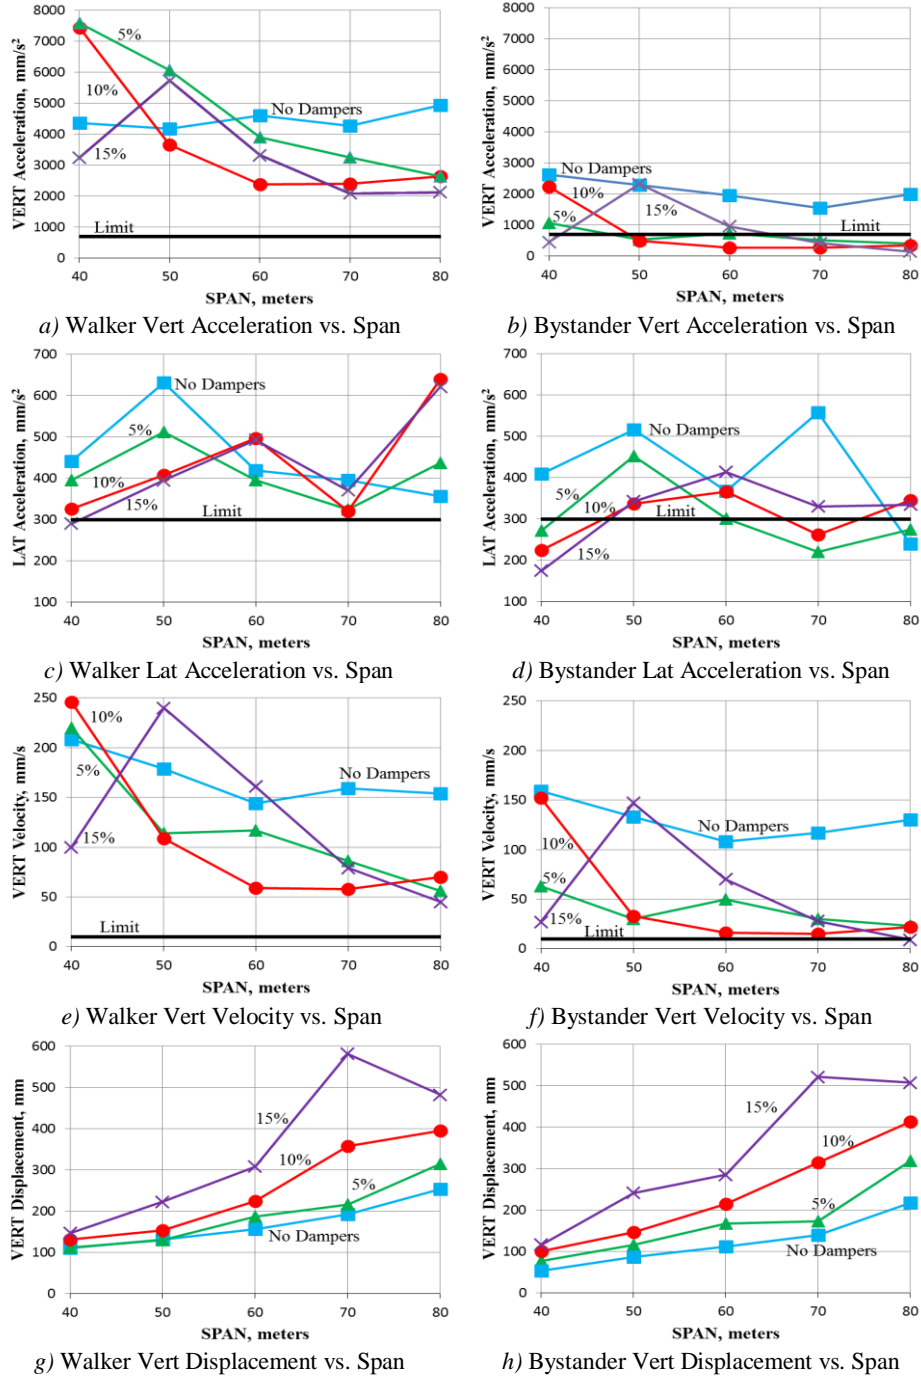 VERT Acceleration, mm/s²
8000
7000
6000
5000
4000
3000
2000
1000
0
5%
10%
15%
No Dampers
Limit
40 50 60 70 80
SPAN, meters
a) Walker Vert Acceleration vs. Span
VERT Acceleration, mm/s²
8000
7000
6000
5000
4000
3000
2000
1000
0
No Dampers
10%
15%
5%
Limit
40 50 60 70 80
SPAN, meters
b) Bystander Vert Acceleration vs. Span
LAT Acceleration, mm/s²
700
600
500
400
300
200
100
No Dampers
5%
10%
15%
Limit
40 50 60 70 80
SPAN, meters
c) Walker Lat Acceleration vs. Span
LAT Acceleration, mm/s²
700
600
500
400
300
200
100
No Dampers
5%
10%
Limit
15%
40 50 60 70 80
SPAN, meters
d) Bystander Lat Acceleration vs. Span
VERT Velocity, mm/s
250
200
150
100
50
0
10%
5%
No Dampers
15%
Limit
40 50 60 70 80
SPAN, meters
e) Walker Vert Velocity vs. Span
VERT Velocity, mm/s
250
200
150
100
50
0
No Dampers
10%
5%
15%
Limit
40 50 60 70 80
SPAN, meters
f) Bystander Vert Velocity vs. Span
VERT Displacement, mm
600
500
400
300
200
100
0
15%
10%
5%
No Dampers
40 50 60 70 80
SPAN, meters
g) Walker Vert Displacement vs. Span
VERT Displacement, mm
600
500
400
300
200
100
0
15%
10%
5%
No Dampers
40 50 60 70 80
SPAN, meters
h) Bystander Vert Displacement vs. Span